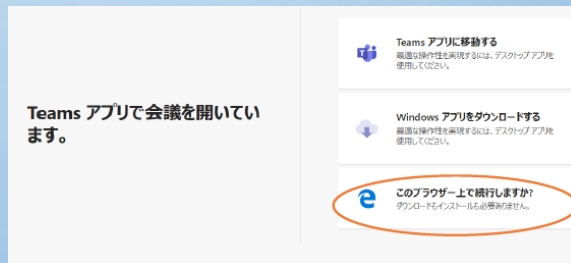 Teams アプリで会議を開いてい
ます。
Teams アプリに移動する
最適な操作性を実現するには、デスクトップ アプリを
使用してください。
Windows アプリをダウンロードする
最適な操作性を実現するには、デスクトップ アプリを
使用してください。
このブラウザー上で続行しますか?
ダウンロードもインストールも必要ありません。